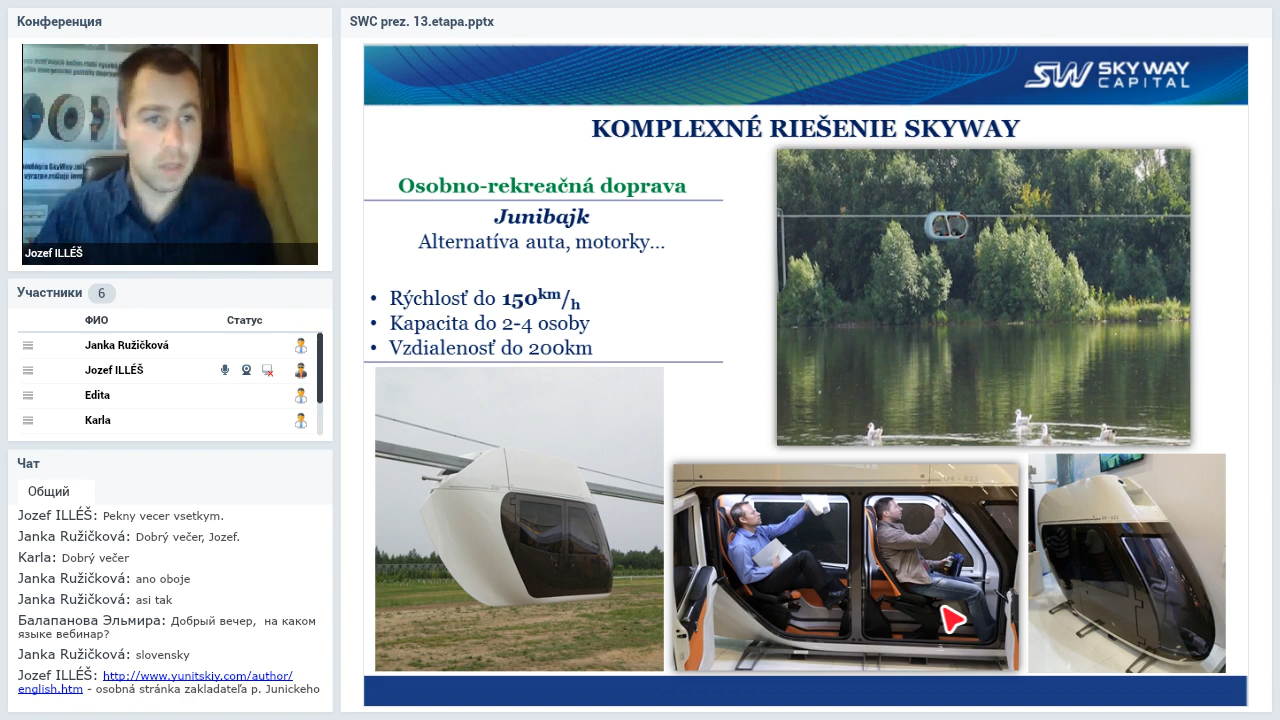 Конференция
Jozef ILLÉŠ
Участники 6
ФИО Статус
Janka Ružičková
Jozef ILLÉŠ
Edita
Karla
Чат
Общий
Jozef ILLÉŠ: Pekny vecer vsetkym.
Janka Ružičková: Dobrý večer, Jozef.
Karla: Dobrý večer
Janka Ružičková: ano oboje
Janka Ružičková: asi tak
Балапанова Эльмира: Добрый вечер, на каком
языке вебинар?
Janka Ružičková: slovensky
Jozef ILLÉŠ: http://www.yunitskiy.com/author/
english.htm - osobná stránka zakladateľa p. Junickeho
SWC prez. 13.etapa.pptx
SW SKY WAY
CAPITAL
KOMPLEXNÉ RIEŠENIE SKYWAY
Osobno-rekreačná doprava
Junibajk
Alternatíva auta, motorky...
• Rýchlosť do 150km/h
• Kapacita do 2-4 osoby
• Vzdialenosť do 200km